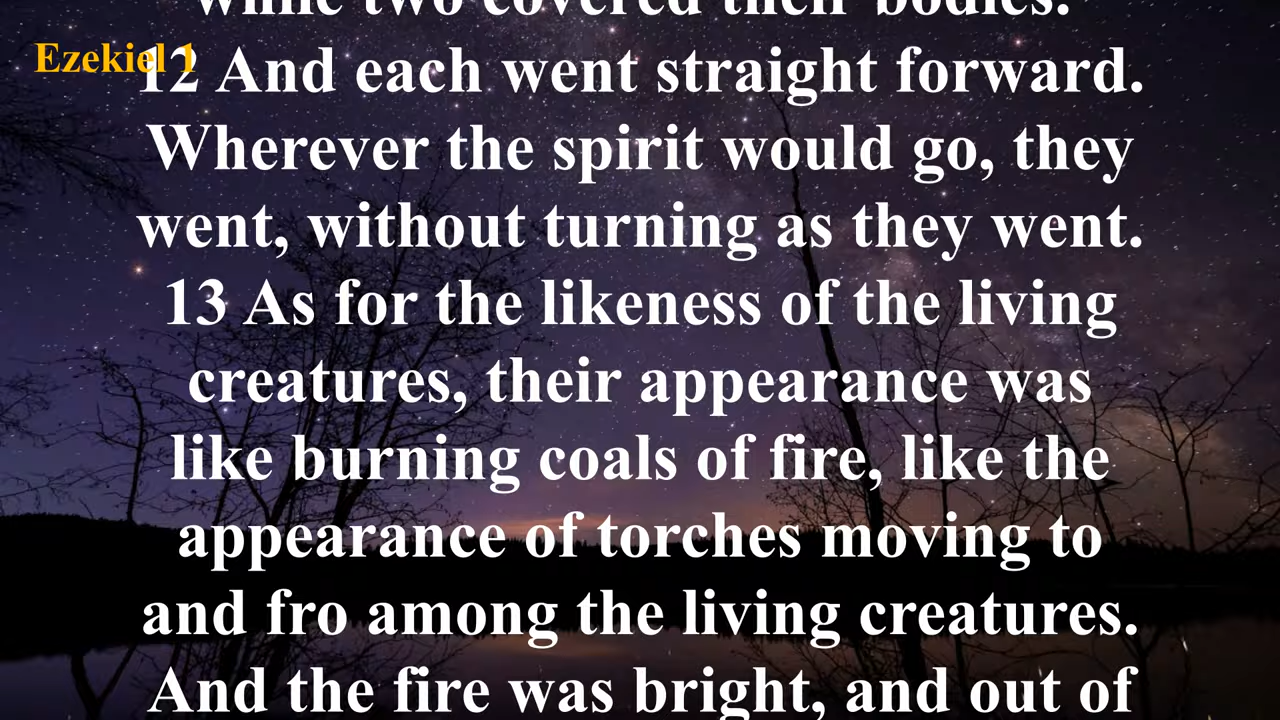 while two covered their bodies.
Ezekiel 1
12 And each went straight forward.
Wherever the spirit would go, they
went, without turning as they went.
13 As for the likeness of the living
creatures, their appearance was
like burning coals of fire, like the
appearance of torches moving to
and fro among the living creatures.
And the fire was bright, and out of